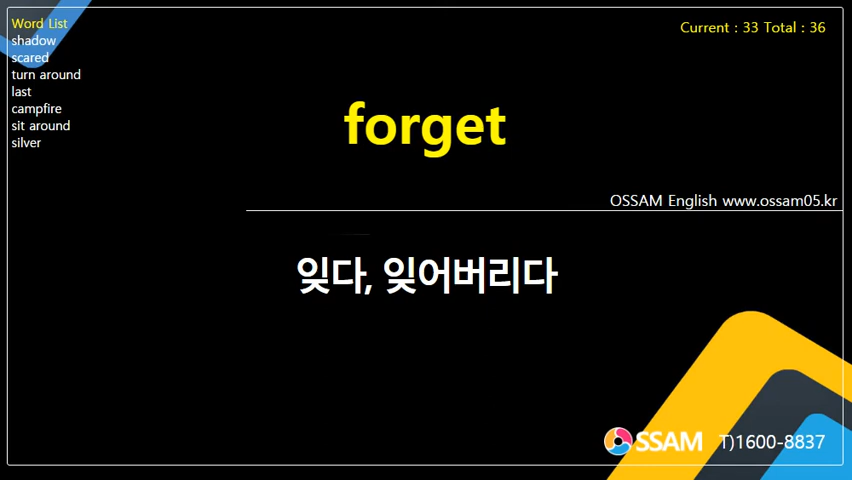 Word List
shadow
scared
turn around
last
campfire
sit around
silver
Current : 33 Total : 36
forget
OSSAM English www.ossam05.kr
잊다, 잊어버리다
OSSAM T)1600-8837